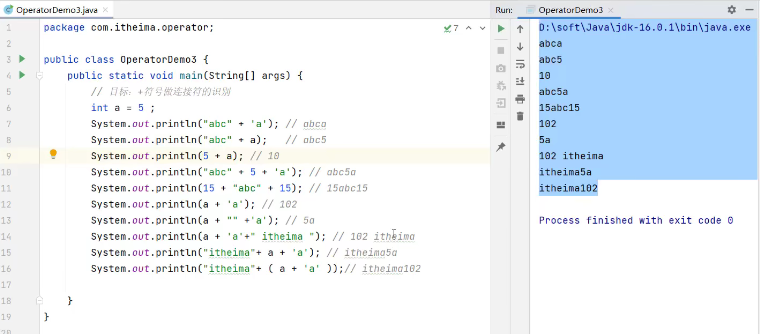 OperatorDemo3.java ×
1 package com.itheima.operator;
7
2
3 public class OperatorDemo3 {
4 public static void main(String[] args) {
5 // 目标:+符号做连接符的识别
6 int a = 5 ;
7 System.out.println("abc" + 'a'); // abca
8 System.out.println("abc" + a); // abc5
9 System.out.println(5 + a); // 10
10 System.out.println("abc" + 5 + 'a'); // abc5a
11 System.out.println(15 + "abc" + 15); // 15abc15
12 System.out.println(a + 'a'); // 102
13 System.out.println(a + "" +'a'); // 5a
14 System.out.println(a + 'a'+" itheima "); // 102 itheima
15 System.out.println("itheima"+ a + 'a'); // itheima5a
16 System.out.println("itheima"+ ( a + 'a' ));// itheima102
17
18 }
19 }
20
Run: OperatorDemo3 ×
D:\soft\Java\jdk-16.0.1\bin\java.exe
abca
abc5
10
abc5a
15abc15
102
5a
102 itheima
itheima5a
itheima102
Process finished with exit code 0